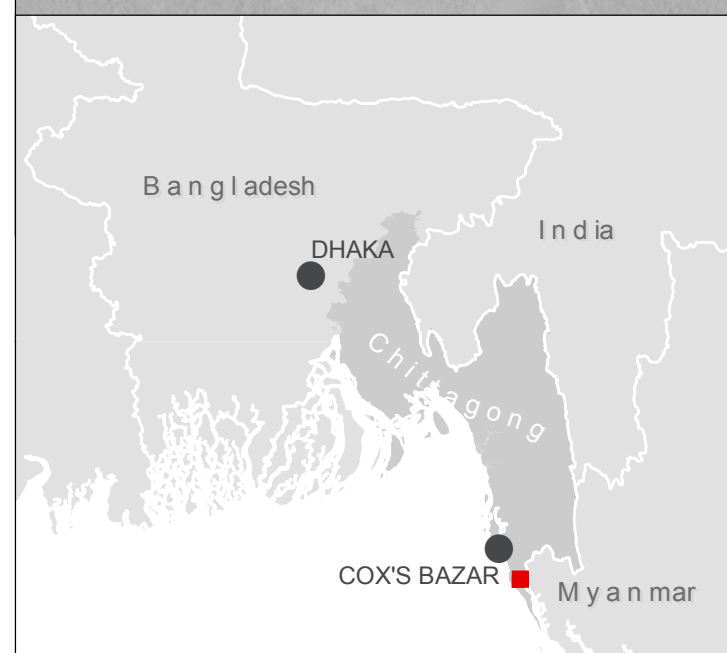 Bangladesh
India
DHAKA
Chittagong
COX'S BAZAR
Myanmar